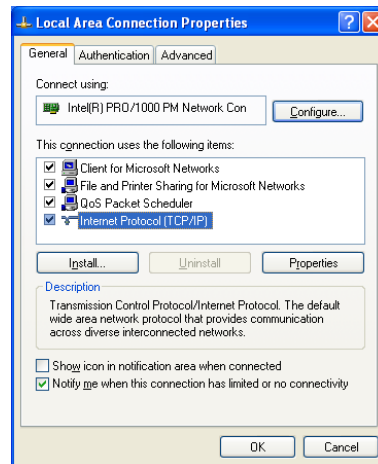 Local Area Connection Properties
General Authentication Advanced
Connect using:
Intel(R) PRO/1000 PM Network Con
Configure...
This connection uses the following items:
Client for Microsoft Networks
File and Printer Sharing for Microsoft Networks
QoS Packet Scheduler
Internet Protocol (TCP/IP)
Install... Uninstall Properties
Description
Transmission Control Protocol/Internet Protocol. The default
wide area network protocol that provides communication
across diverse interconnected networks.
Show icon in notification area when connected
Notify me when this connection has limited or no connectivity
OK Cancel